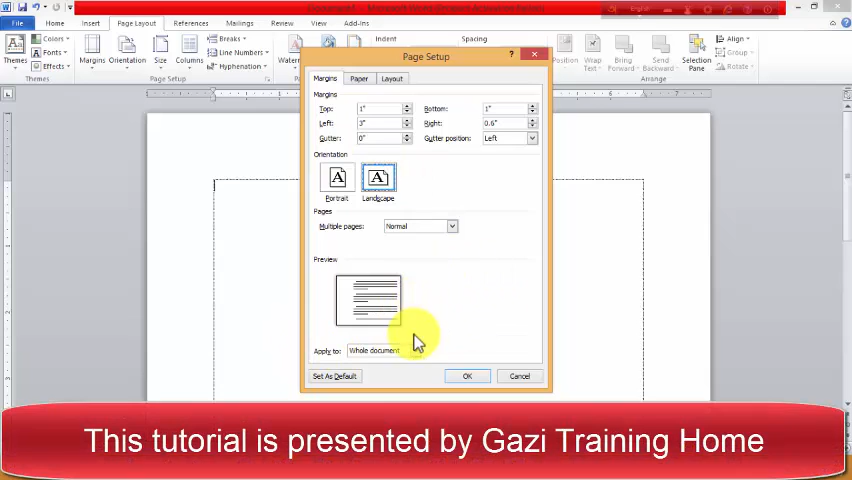 File Home Insert Page Layout References Mailings Review View Add-Ins
Themes
Colors
Fonts
Effects
Themes
Margins Orientation Size Columns
Breaks
Line Numbers
Hyphenation
Page Setup
Indent Spacing
Position Bring Forward Send Backward Selection Pane
Align
Group
Rotate
Arrange
Page Setup
Margins Paper Layout
Margins
Top: 1" Bottom: 1"
Left: 3" Right: 0.6"
Gutter: 0" Gutter position: Left
Orientation
Portrait Landscape
Pages
Multiple pages: Normal
Preview
Apply to: Whole document
Set As Default OK Cancel
This tutorial is presented by Gazi Training Home